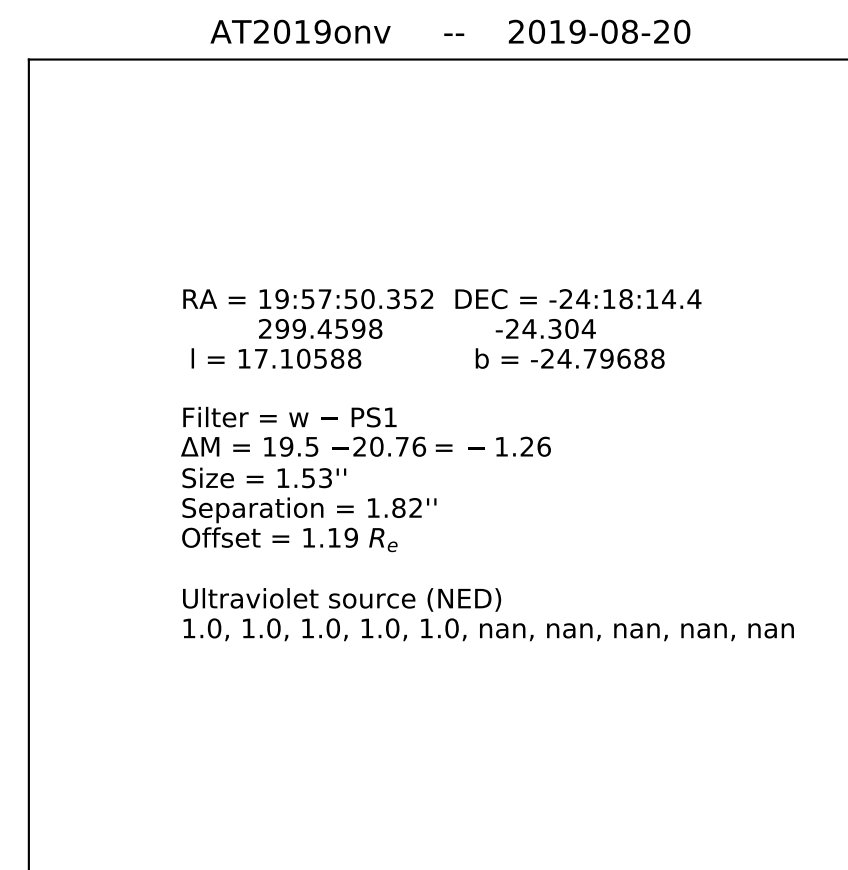 AT2019onv -- 2019-08-20
RA = 19:57:50.352 DEC = -24:18:14.4
299.4598 -24.304
l = 17.10588 b = -24.79688
Filter = w − PS1
ΔM = 19.5 −20.76 = − 1.26
Size = 1.53''
Separation = 1.82''
Offset = 1.19 Rₑ
Ultraviolet source (NED)
1.0, 1.0, 1.0, 1.0, 1.0, nan, nan, nan, nan, nan